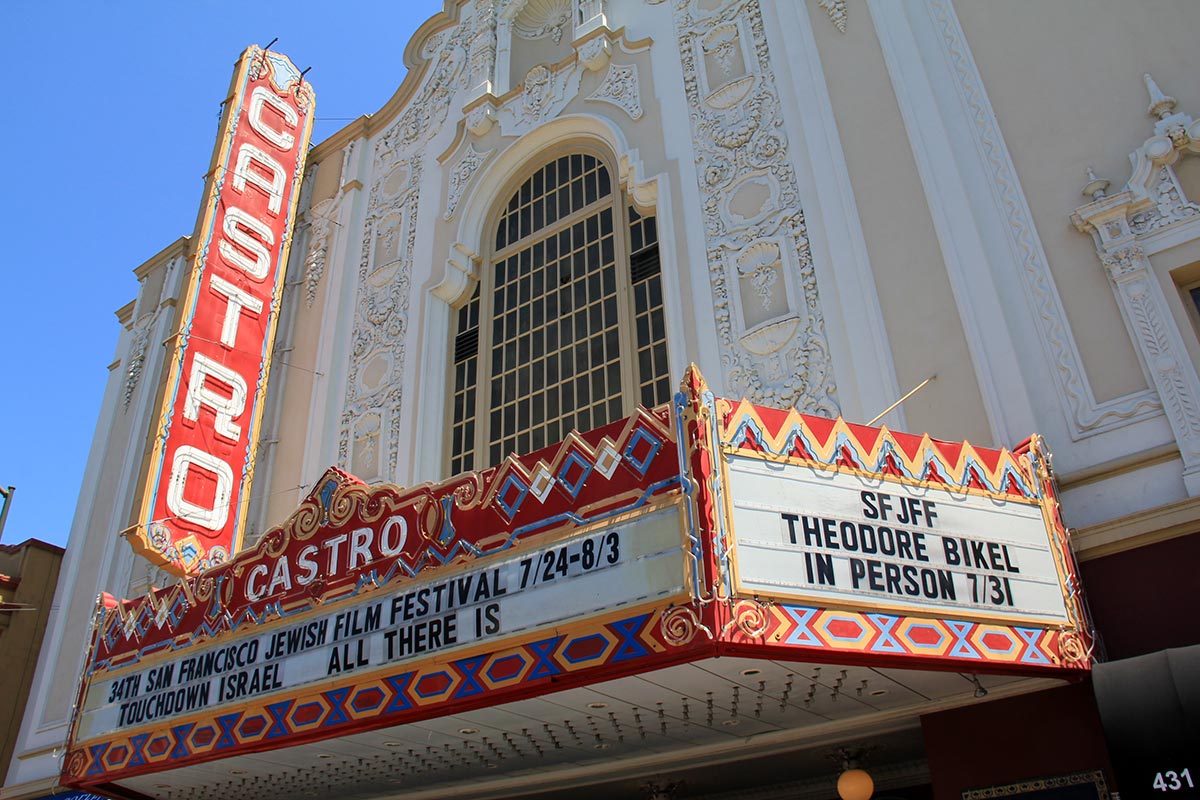 CASTRO
CASTRO
34TH SAN FRANCISCO JEWISH FILM FESTIVAL 7/24-8/3
TOUCHDOWN ISRAEL ALL THERE IS
SFJFF
THEODORE BIKEL
IN PERSON 7/31
431